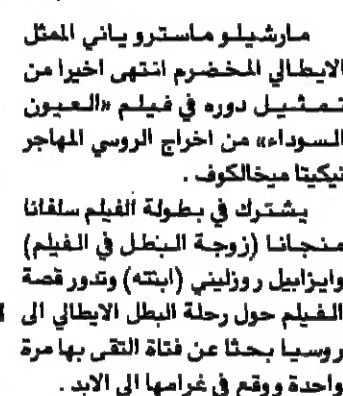 مارشيلو ماسترو ياني الممثل
الايطالي المخضرم انتهى اخيرا من
تمثيل دوره في فيلم «العيون
السوداء» من اخراج الروسي المهاجر
نيكيتا ميخالكوف .
يشترك في بطولة الفيلم سلفانا
منجانا (زوجة البطل في الفيلم)
وايزابيل روزليني (ابنته) وتدور قصة
الفيلم حول رحلة البطل الايطالي الى
روسيا بحثا عن فتاة التقى بها مرة
واحدة ووقع في غرامها الى الابد .